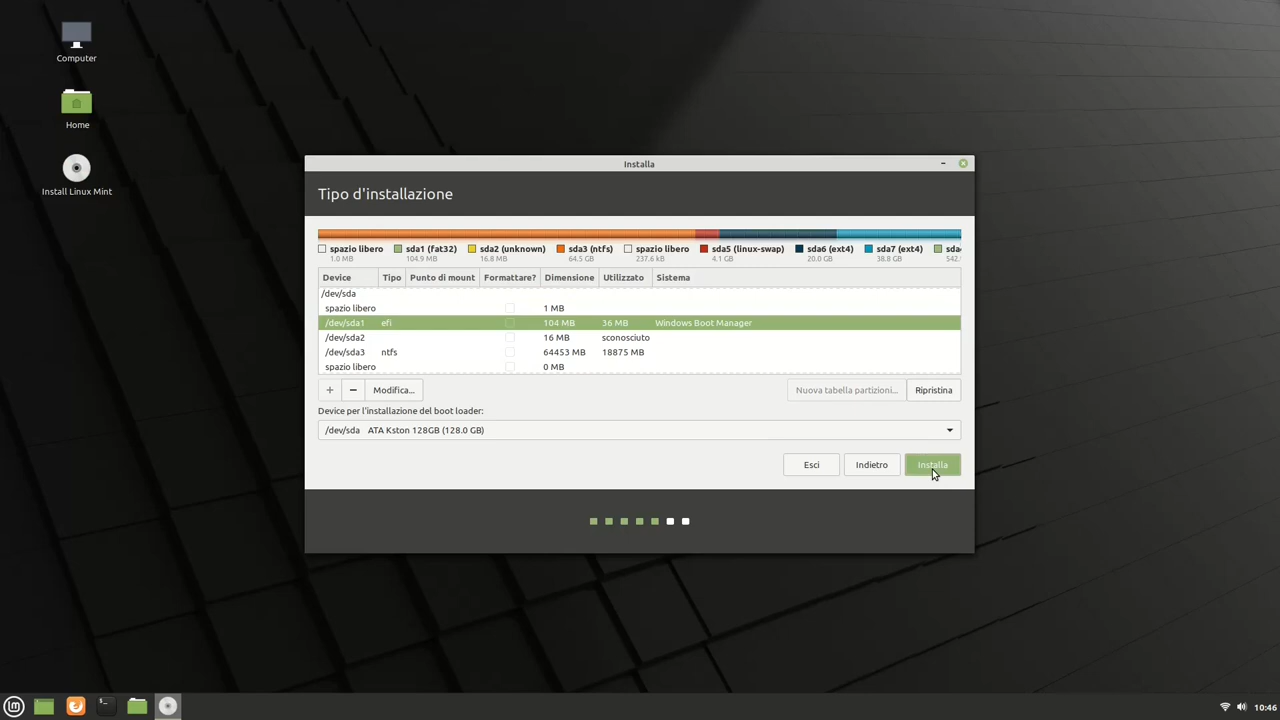 Computer
Home
Install Linux Mint
Installa
Tipo d'installazione
spazio libero sda1 (fat32) sda2 (unknown) sda3 (ntfs) spazio libero sda5 (linux-swap) sda6 (ext4) sda7 (ext4) sda
1.0 MB 104.9 MB 16.8 MB 64.5 GB 237.6 kB 4.1 GB 20.0 GB 38.8 GB 542.
Device Tipo Punto di mount Formattare? Dimensione Utilizzato Sistema
/dev/sda
spazio libero 1 MB
/dev/sda1 efi 104 MB 36 MB Windows Boot Manager
/dev/sda2 16 MB sconosciuto
/dev/sda3 ntfs 64453 MB 18875 MB
spazio libero 0 MB
+ − Modifica... Nuova tabella partizioni... Ripristina
Device per l'installazione del boot loader:
/dev/sda ATA Kston 128GB (128.0 GB)
Esci Indietro Installa
10:46